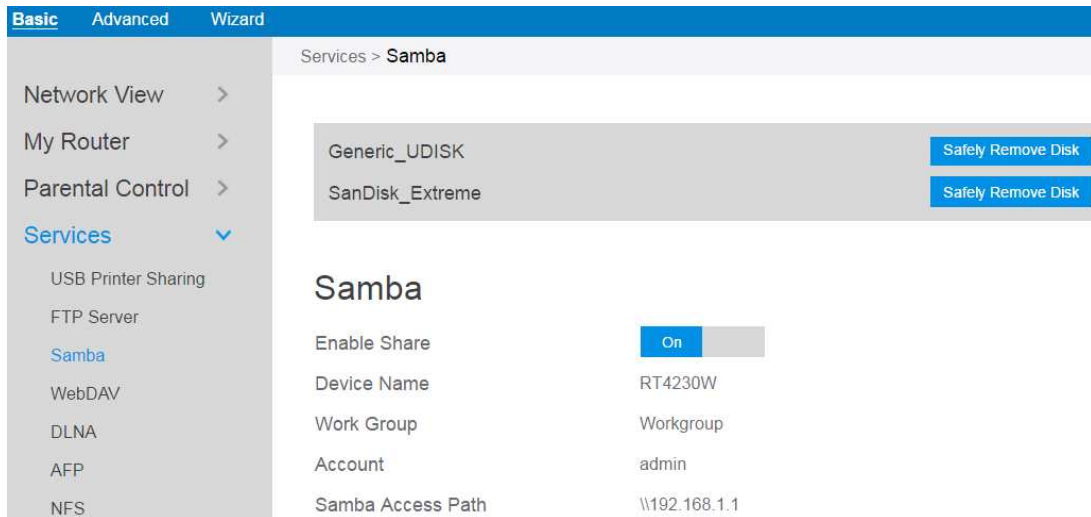 Basic Advanced Wizard
Services > Samba
Network View >
My Router >
Parental Control >
Services
USB Printer Sharing
FTP Server
Samba
WebDAV
DLNA
AFP
NFS
Generic_UDISK Safely Remove Disk
SanDisk_Extreme Safely Remove Disk
Samba
Enable Share On
Device Name RT4230W
Work Group Workgroup
Account admin
Samba Access Path \\192.168.1.1